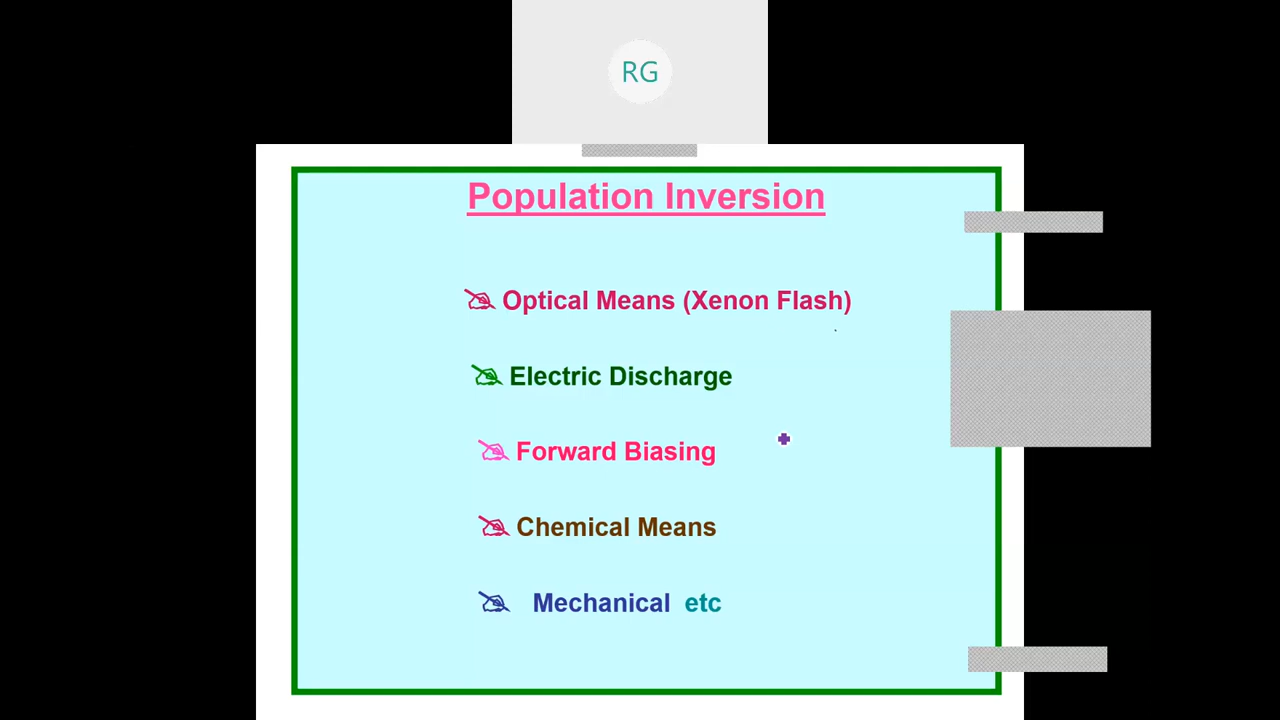 RG
Population Inversion
Optical Means (Xenon Flash)
Electric Discharge
Forward Biasing
Chemical Means
Mechanical etc